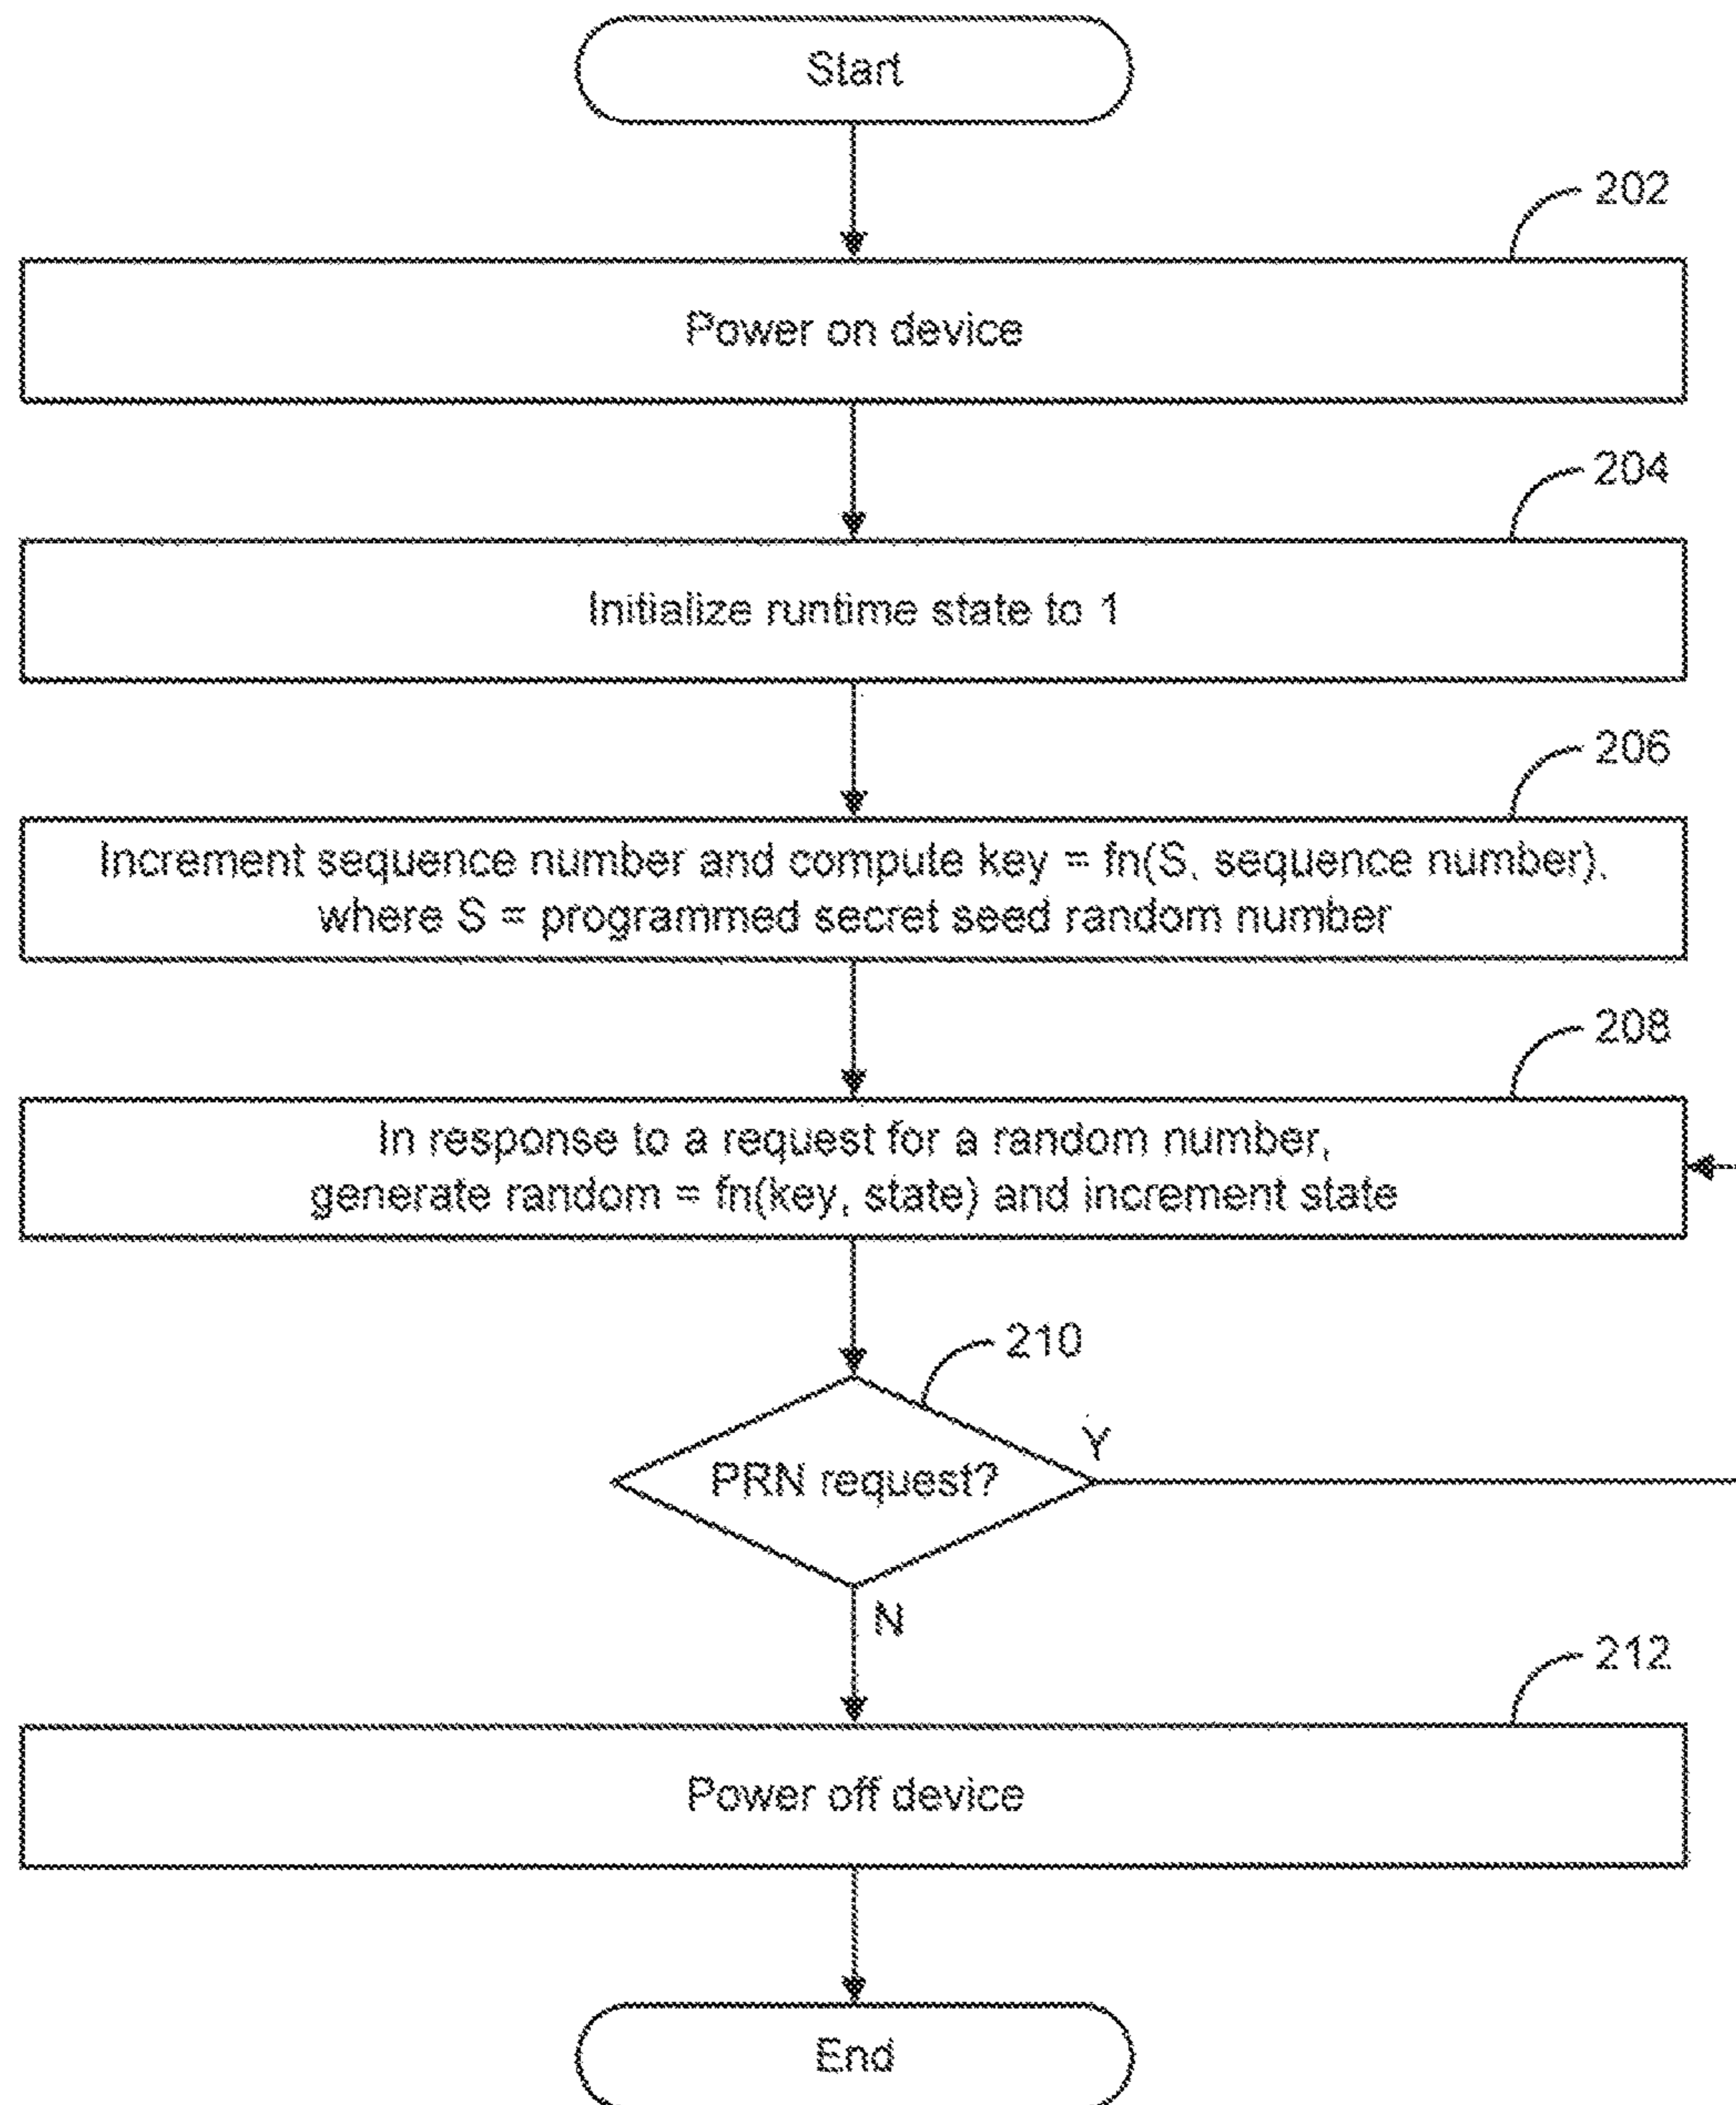 Start
202
Power on device
204
Initialize runtime state to 1
206
Increment sequence number and compute key = fn(S, sequence number),
where S = programmed secret seed random number
208
In response to a request for a random number,
generate random = fn(key, state) and increment state
210
Y
PRN request?
N
212
Power off device
End